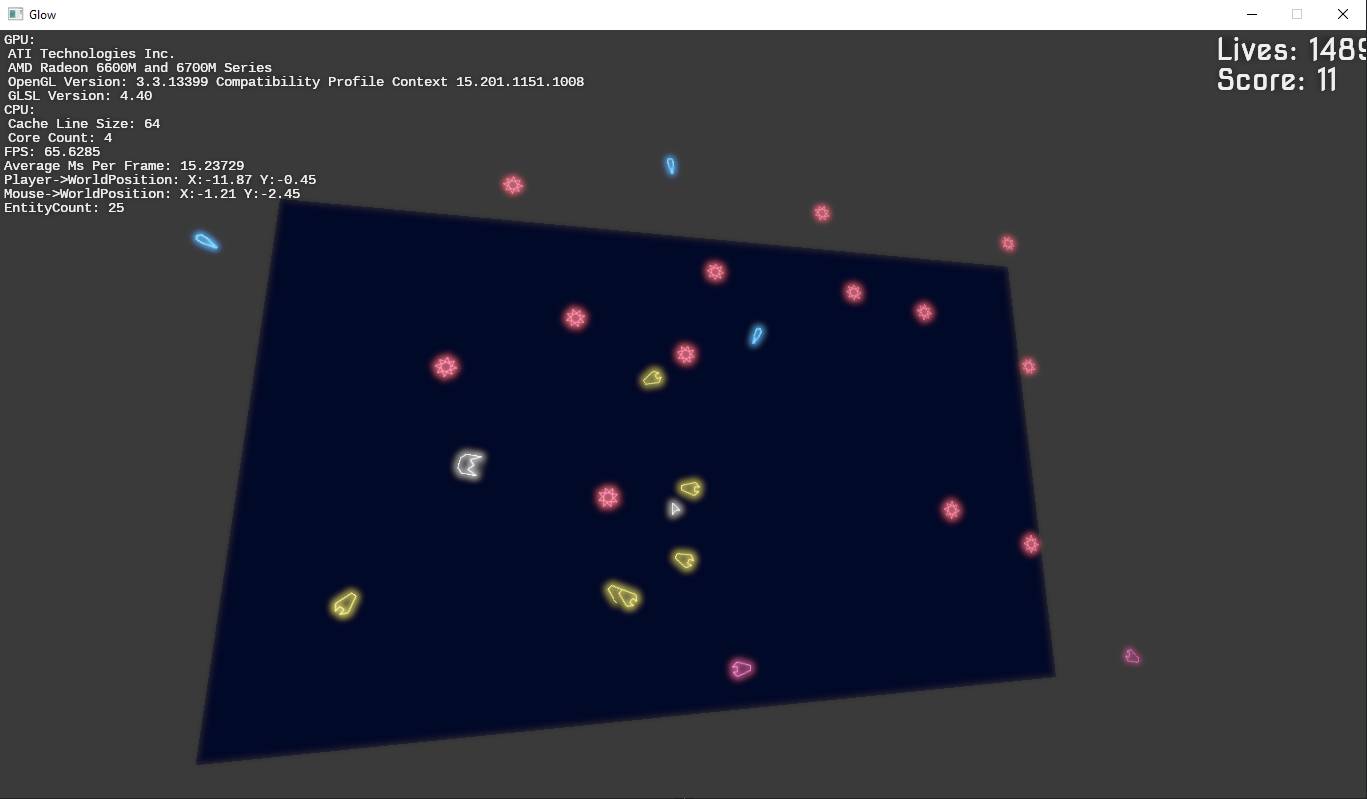 Glow
GPU:
ATI Technologies Inc.
AMD Radeon 6600M and 6700M Series
OpenGL Version: 3.3.13399 Compatibility Profile Context 15.201.1151.1008
GLSL Version: 4.40
CPU:
Cache Line Size: 64
Core Count: 4
FPS: 65.6285
Average Ms Per Frame: 15.23729
Player->WorldPosition: X:-11.87 Y:-0.45
Mouse->WorldPosition: X:-1.21 Y:-2.45
EntityCount: 25
Lives: 1489
Score: 11